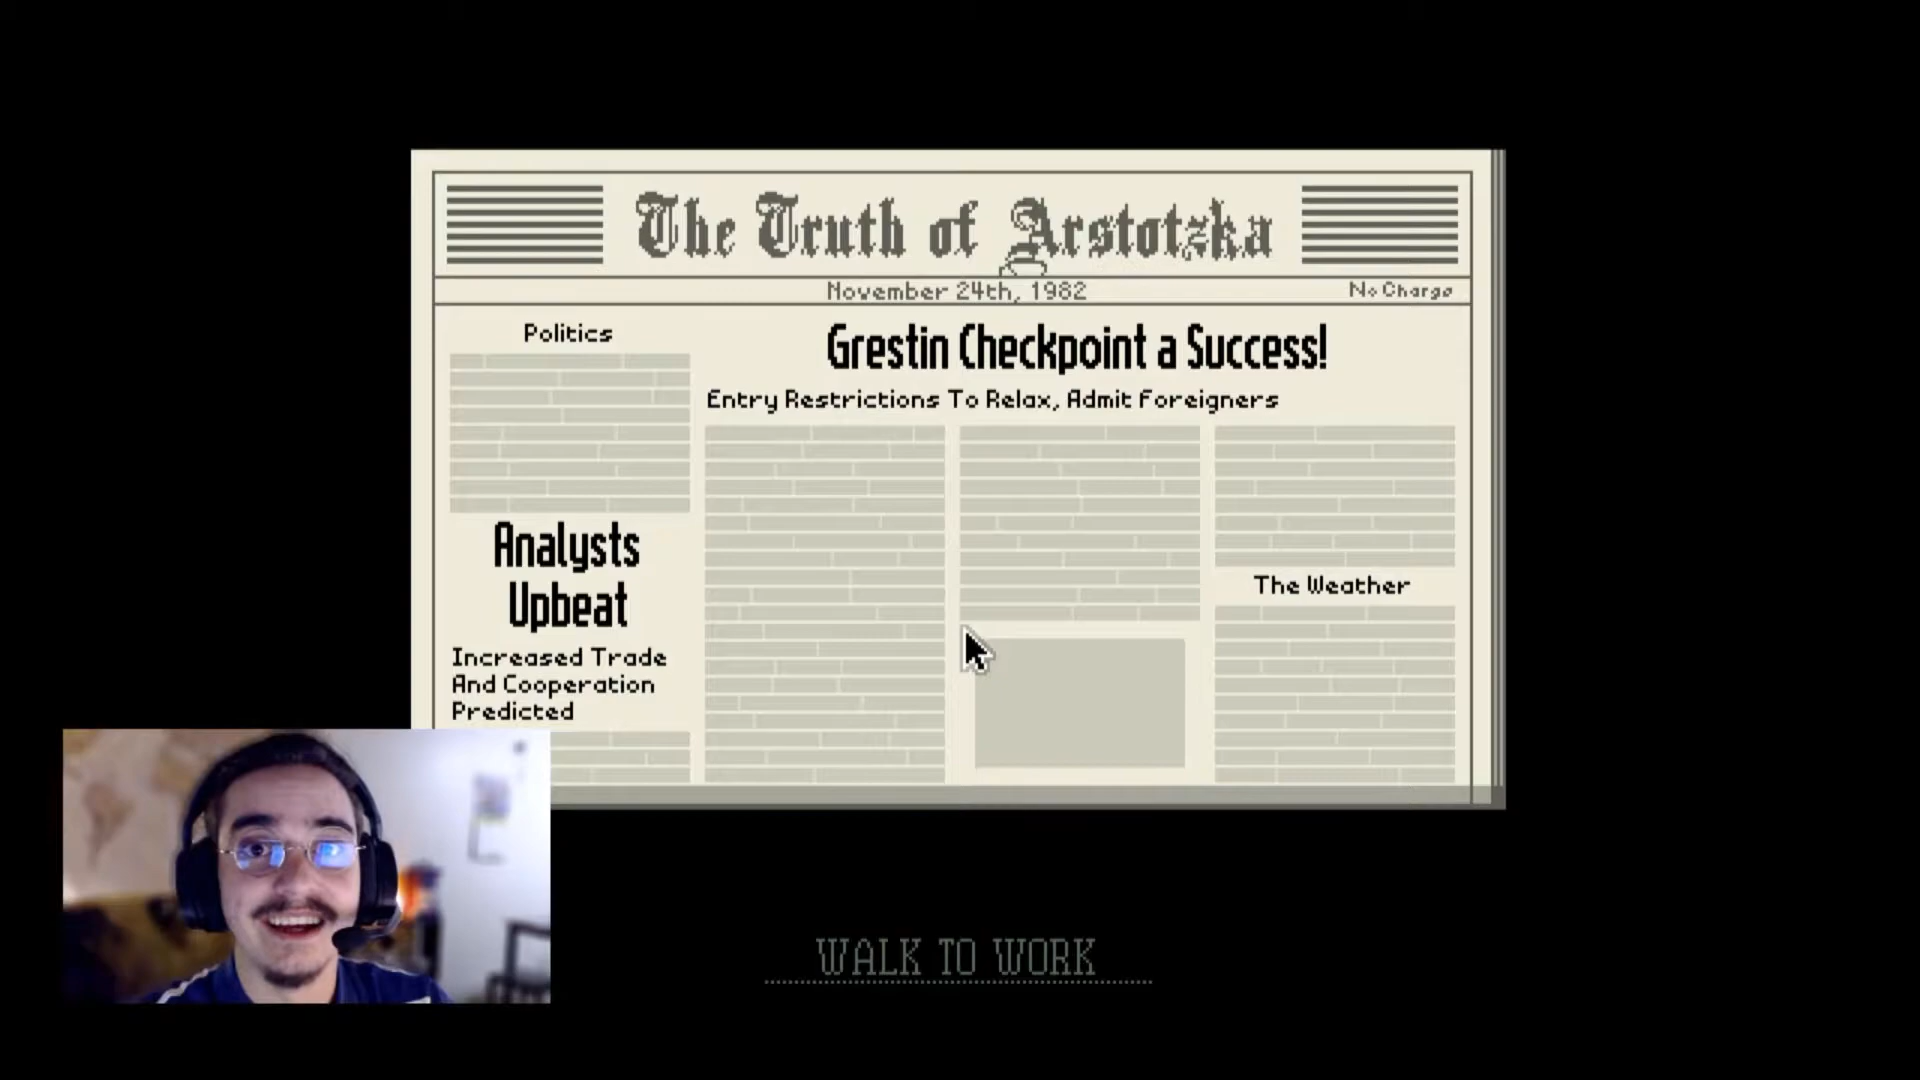 The Truth of Arstotzka
November 24th, 1982
No Charge
Politics
Analysts
Upbeat
Increased Trade
And Cooperation
Predicted
Grestin Checkpoint a Success!
Entry Restrictions To Relax, Admit Foreigners
The Weather
WALK TO WORK